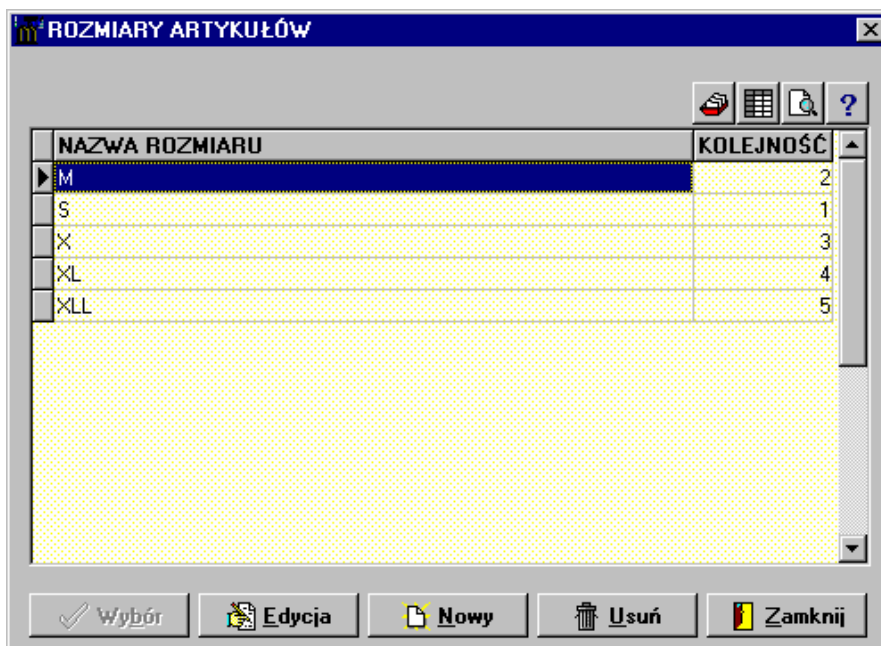 ROZMIARY ARTYKUŁÓW
?
NAZWA ROZMIARU KOLEJNOŚĆ
M 2
S 1
X 3
XL 4
XLL 5
Wybór Edycja Nowy Usuń Zamknij